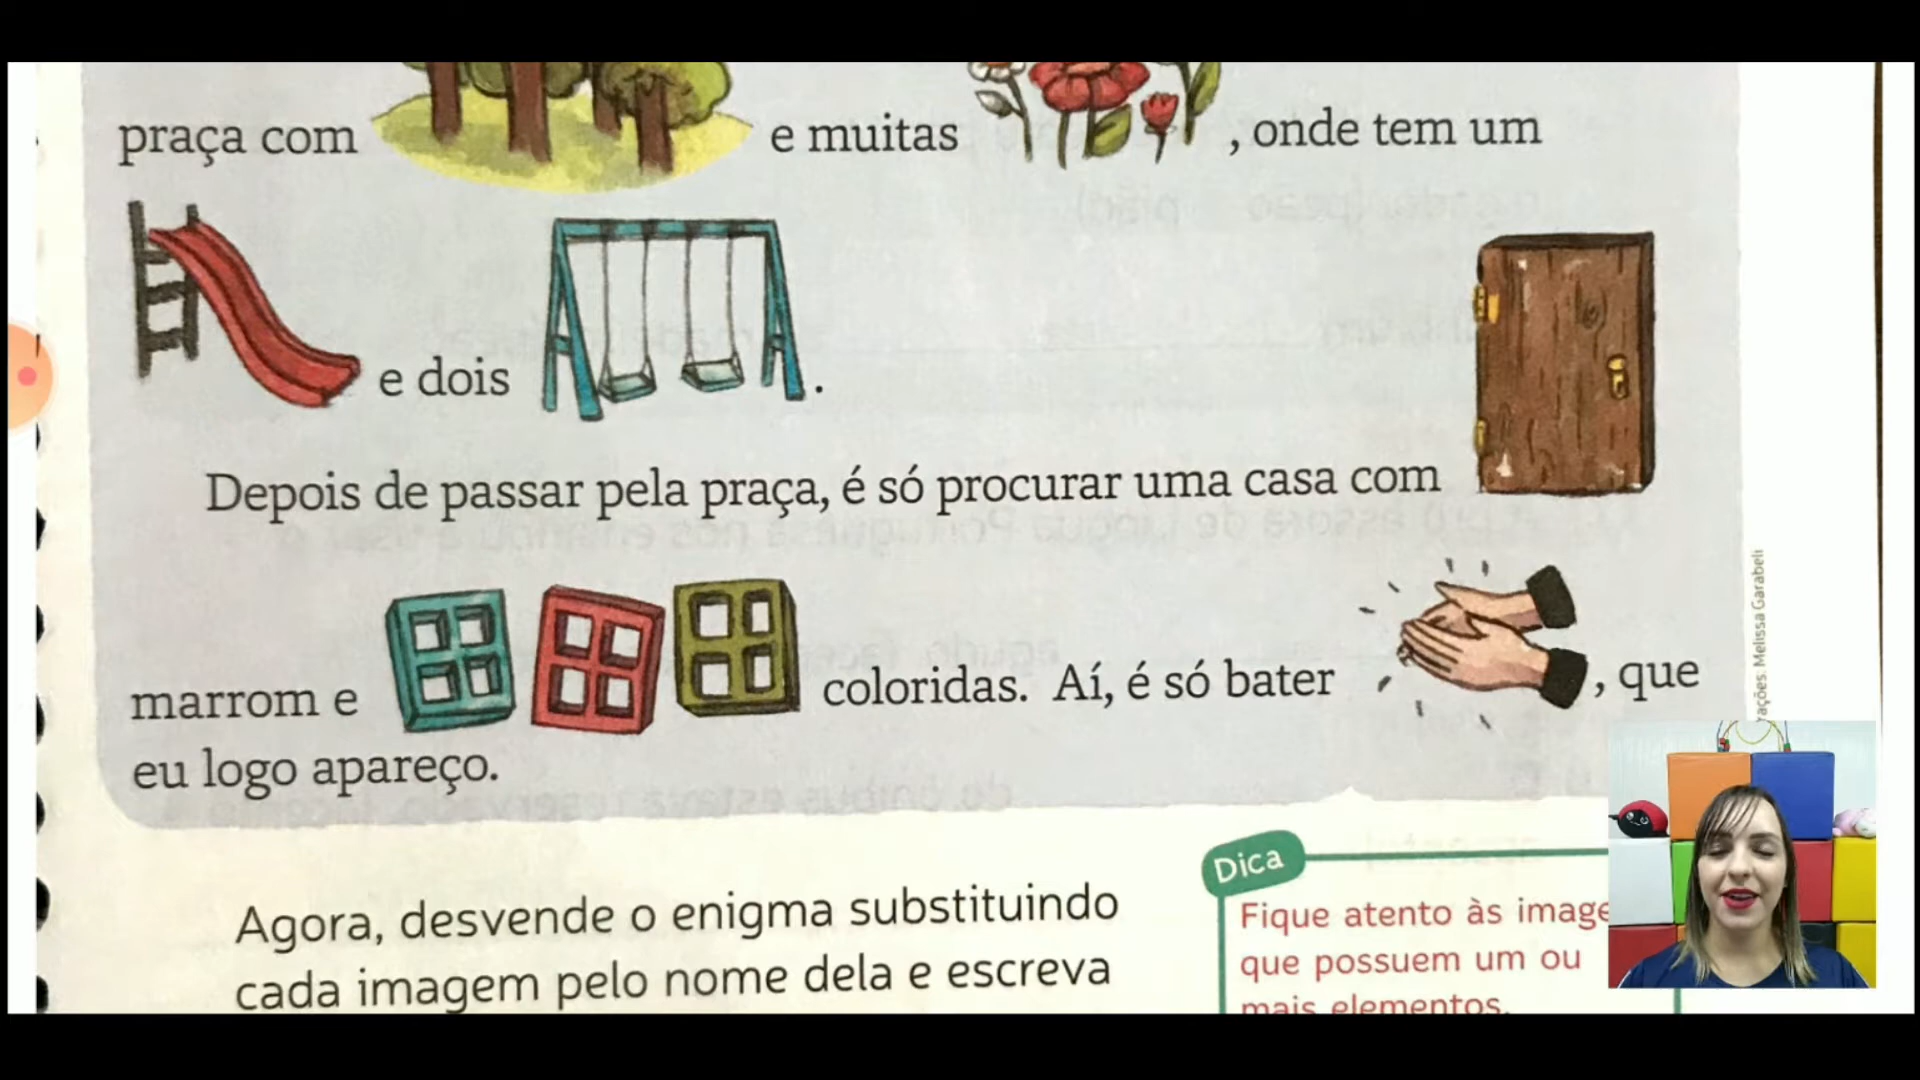 praça com e muitas , onde tem um
e dois .
Depois de passar pela praça, é só procurar uma casa com
marrom e coloridas. Aí, é só bater , que
eu logo apareço.
Agora, desvende o enigma substituindo
cada imagem pelo nome dela e escreva
Dica
Fique atento às image
que possuem um ou
mais elementos.
rações: Melissa Garabeli